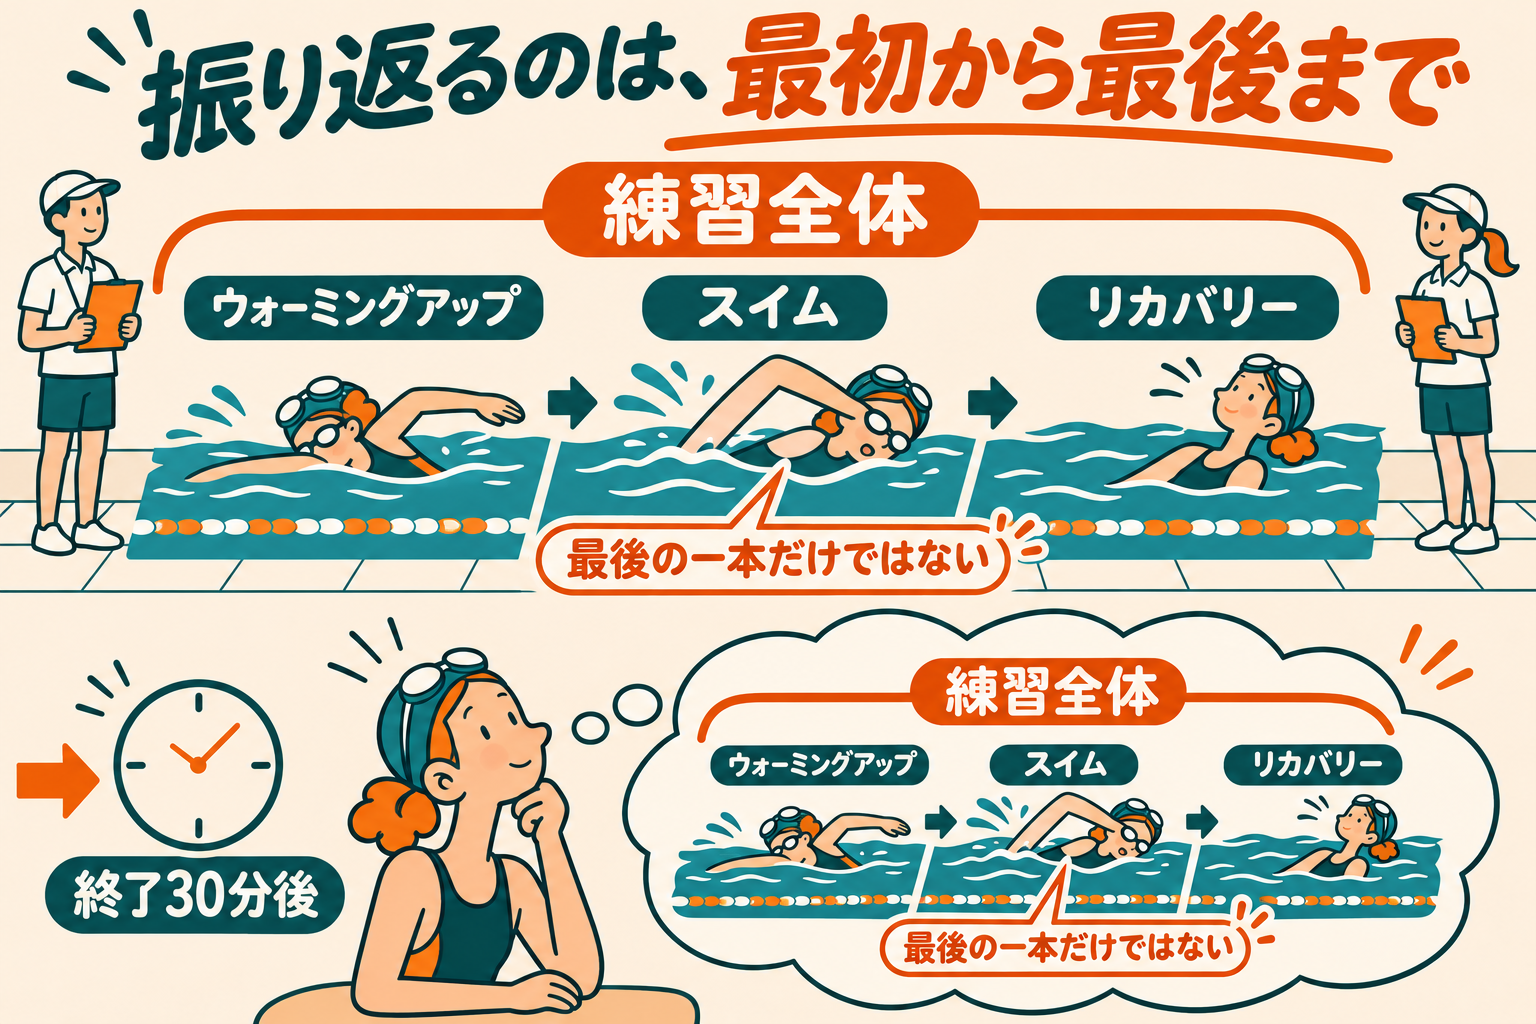 振り返るのは、最初から最後まで
練習全体
ウォーミングアップ
スイム
リカバリー
最後の一本だけではない
終了30分後
練習全体
ウォーミングアップ
スイム
リカバリー
最後の一本だけではない